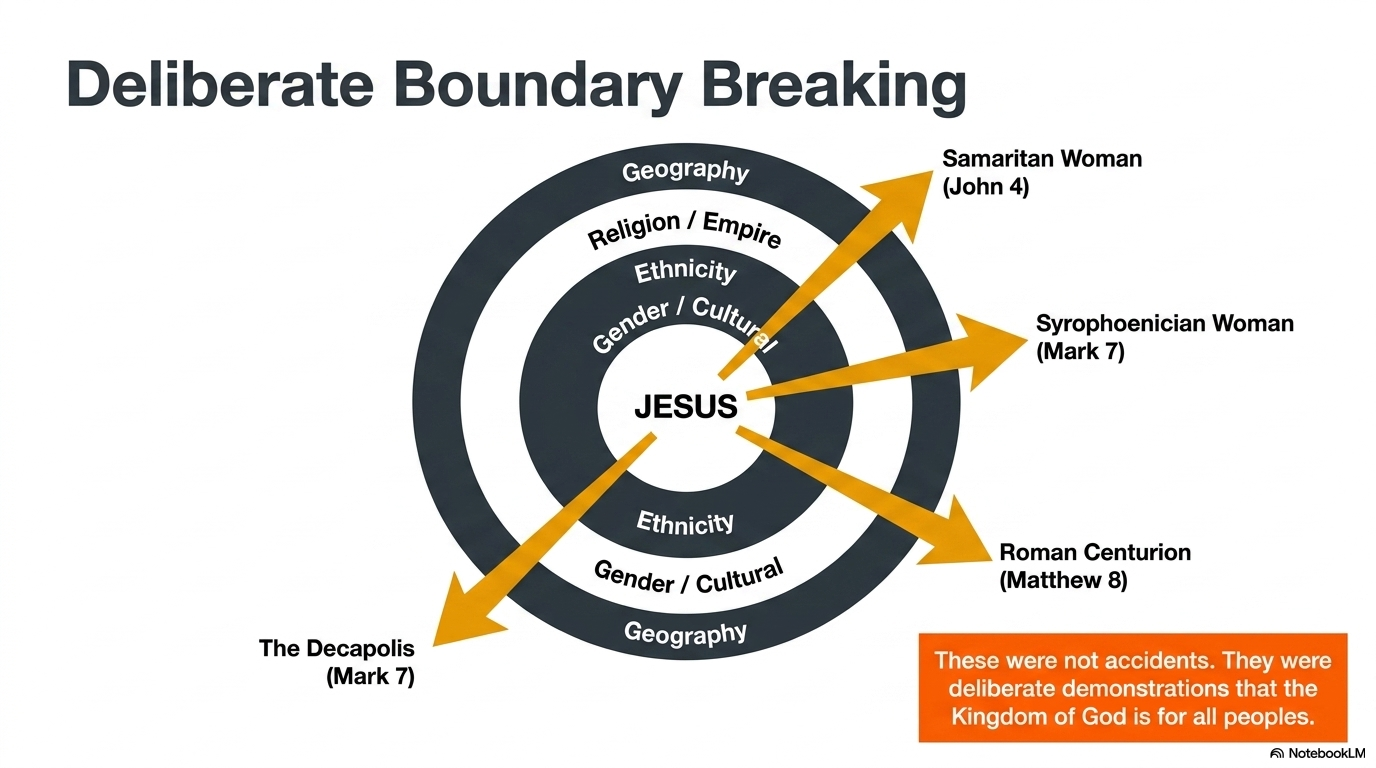 Deliberate Boundary Breaking
Geography
Religion / Empire
Ethnicity
Gender / Cultural
JESUS
Ethnicity
Gender / Cultural
Geography
Samaritan Woman
(John 4)
Syrophoenician Woman
(Mark 7)
Roman Centurion
(Matthew 8)
The Decapolis
(Mark 7)
These were not accidents. They were
deliberate demonstrations that the
Kingdom of God is for all peoples.
NotebookLM